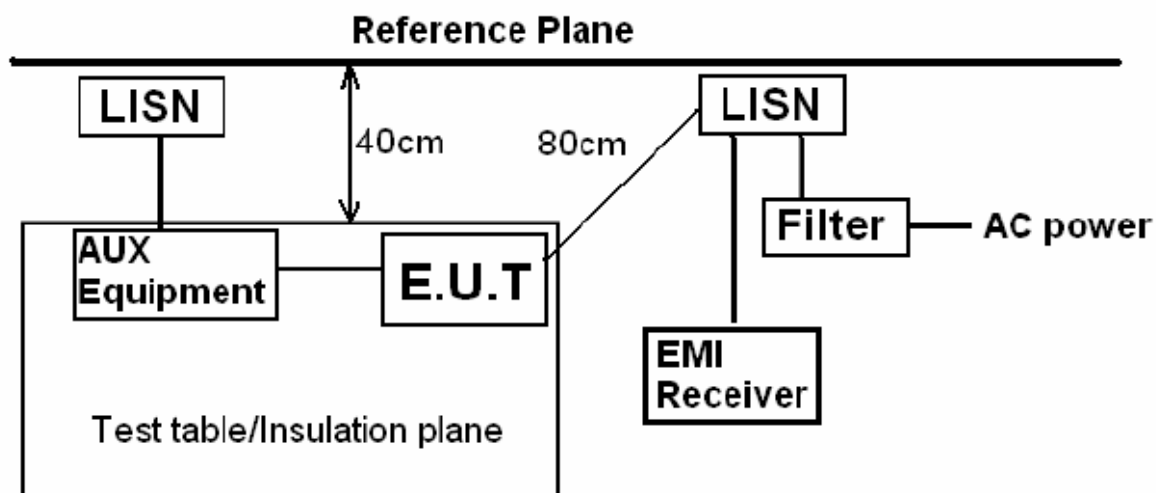 Reference Plane
LISN
LISN
40cm
80cm
Filter
AC power
AUX
Equipment
E.U.T
EMI
Receiver
Test table/Insulation plane